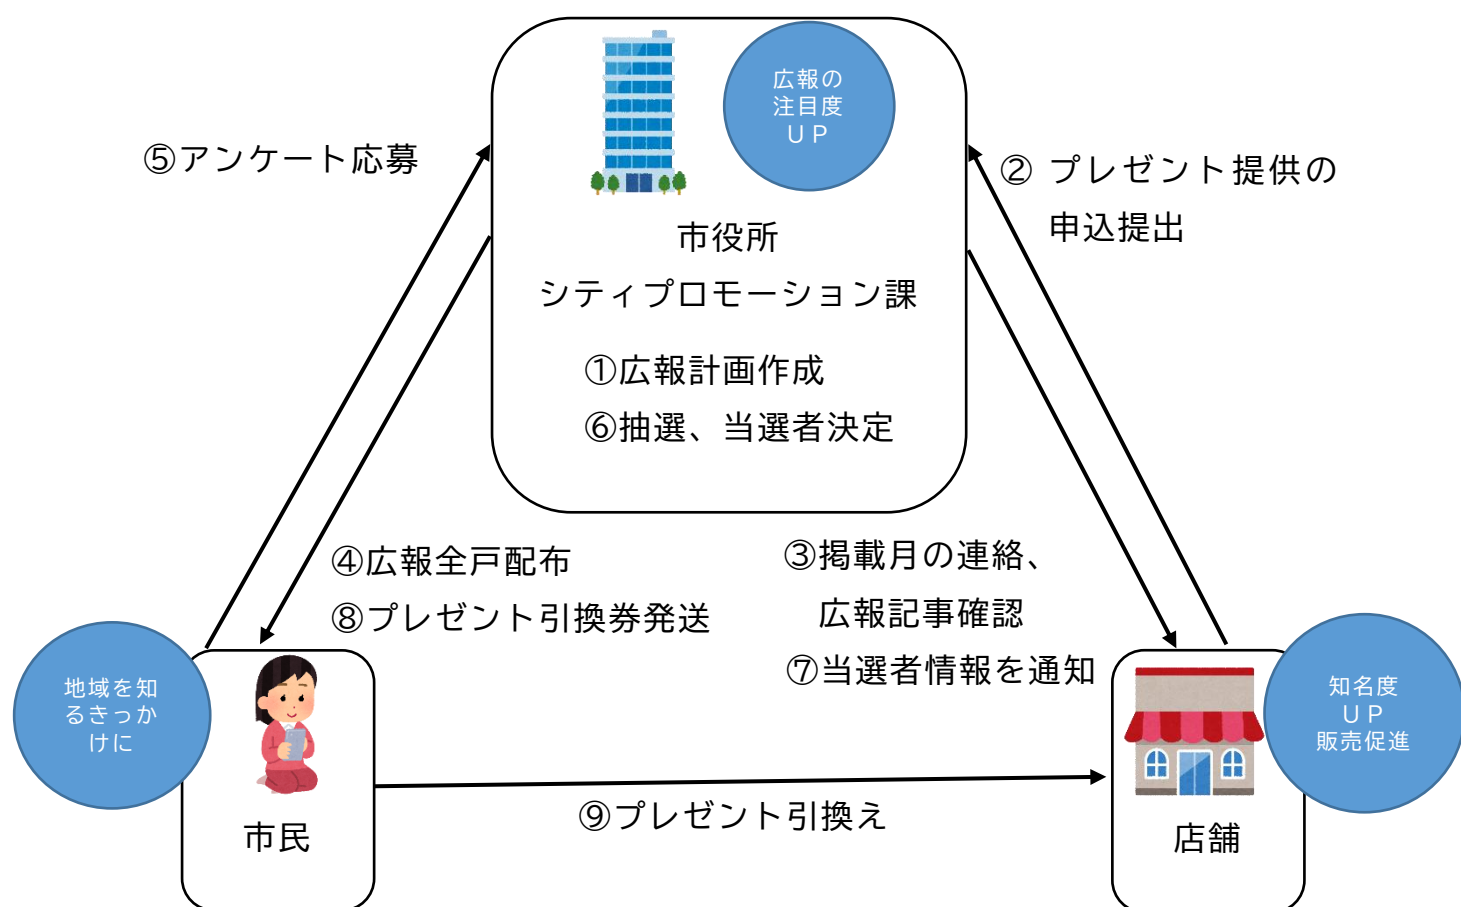 広報の
注目度
ＵＰ
⑤アンケート応募
② プレゼント提供の
申込提出
市役所
シティプロモーション課
①広報計画作成
⑥抽選、当選者決定
④広報全戸配布
⑧プレゼント引換券発送
③掲載月の連絡、
広報記事確認
⑦当選者情報を通知
地域を知
るきっか
けに
知名度
ＵＰ
販売促進
⑨プレゼント引換え
市民
店舗